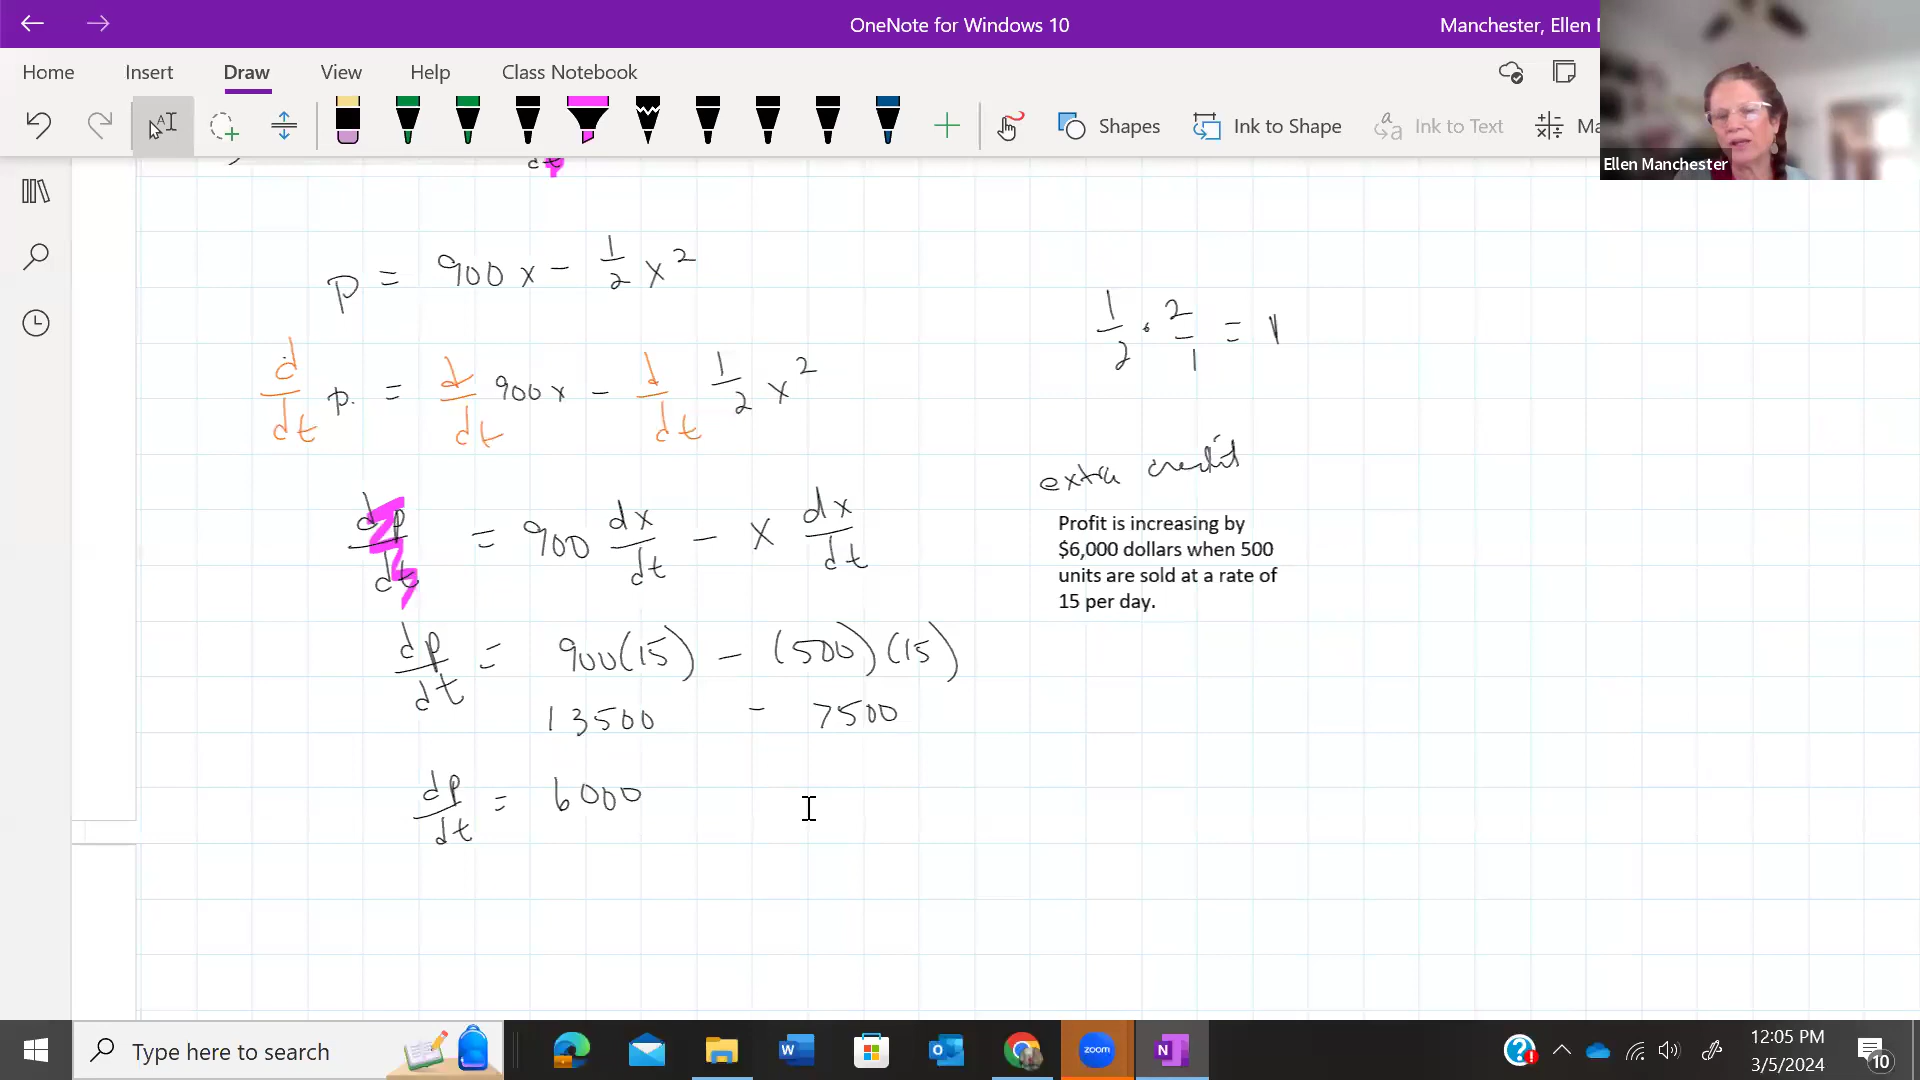 OneNote for Windows 10
Manchester, Ellen
Home Insert Draw View Help Class Notebook
Shapes Ink to Shape Ink to Text Ma
Ellen Manchester
dt
P = 900x - 1/2 x²
d/dt p. = d/dt 900x - d/dt 1/2 x²
1/2 · 2/1 = 1
extra credit
dp/dt = 900 dx/dt - x dx/dt
Profit is increasing by
$6,000 dollars when 500
units are sold at a rate of
15 per day.
dp/dt = 900(15) - (500)(15)
13500 - 7500
dp/dt = 6000
Type here to search
zoom
12:05 PM
3/5/2024
10